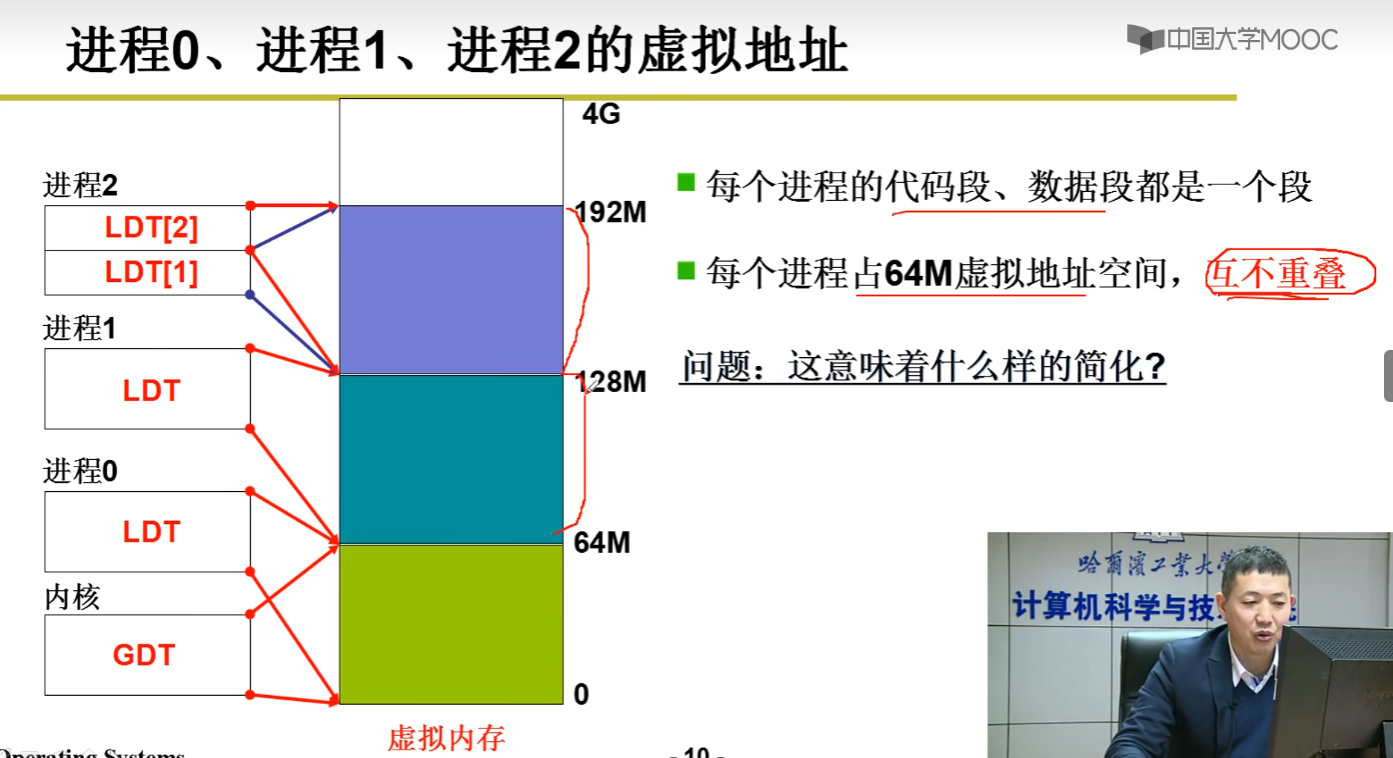 进程0、进程1、进程2的虚拟地址
中国大学MOOC
4G
进程2
LDT[2]
LDT[1]
进程1
LDT
进程0
LDT
内核
GDT
192M
128M
64M
0
虚拟内存
每个进程的代码段、数据段都是一个段
每个进程占64M虚拟地址空间，互不重叠
问题：这意味着什么样的简化?
哈爾濱工業大
计算机科学与技
Operating Systems
- 10 -